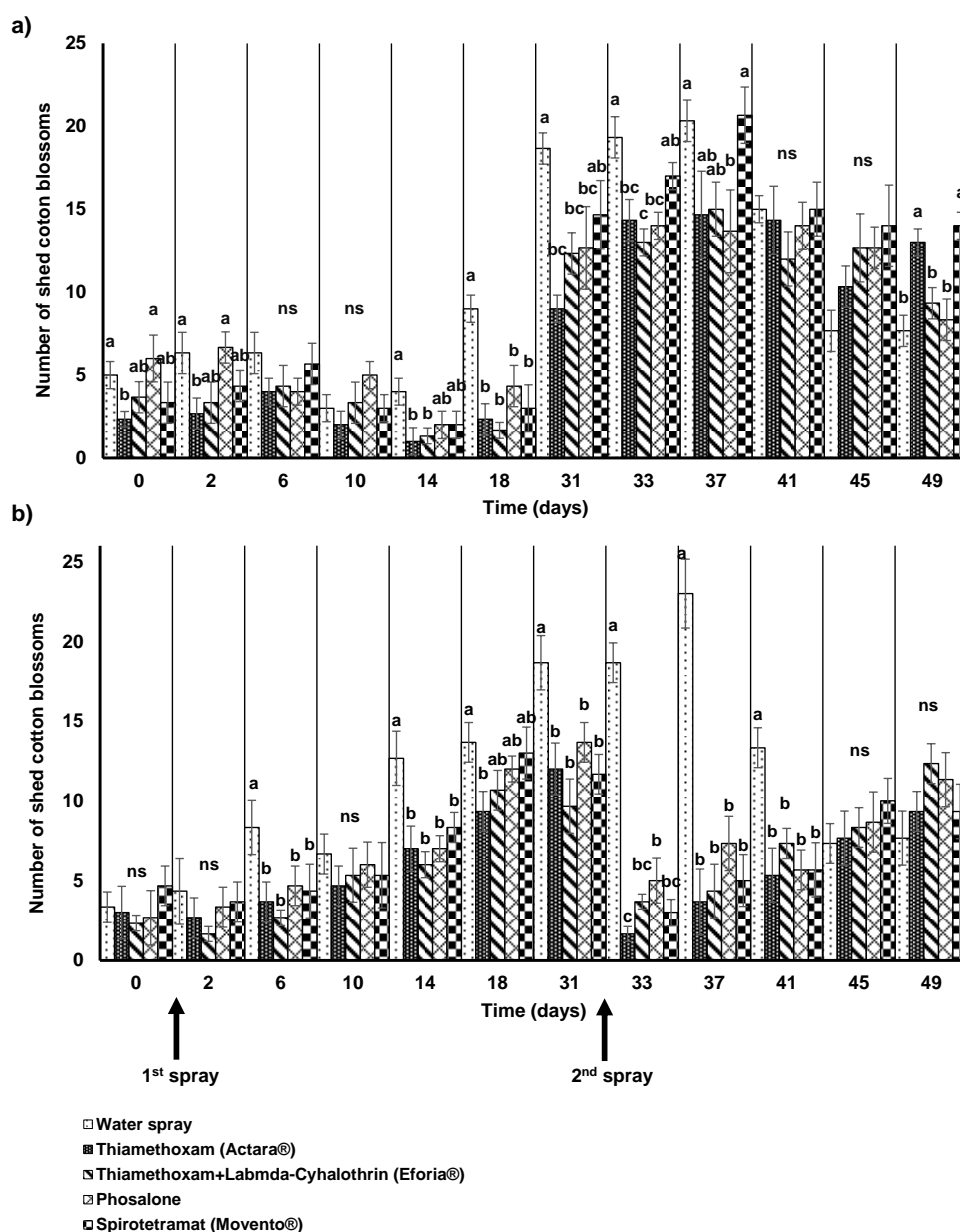 a)
Number of shed coton blossoms
25
20
15
10
5
0
a b ab a ab
a b ab a ab
ns
ns
a b b ab ab
a b b b b
a bc bc bc ab
a bc c bc ab
a ab ab b a
ns
ns
b a b b a
0 2 6 10 14 18 31 33 37 41 45 49
Time (days)
b)
Number of shed cotton blossoms
25
20
15
10
5
0
ns
ns
a b b b b
ns
a b b b b
a b ab ab ab
a b b b b
a c bc b bc
a b b b b
a b b b b
ns
ns
0 2 6 10 14 18 31 33 37 41 45 49
Time (days)
1st spray
2nd spray
Water spray
Thiamethoxam (Actara®)
Thiamethoxam+Labmda-Cyhalothrin (Eforia®)
Phosalone
Spirotetramat (Movento®)